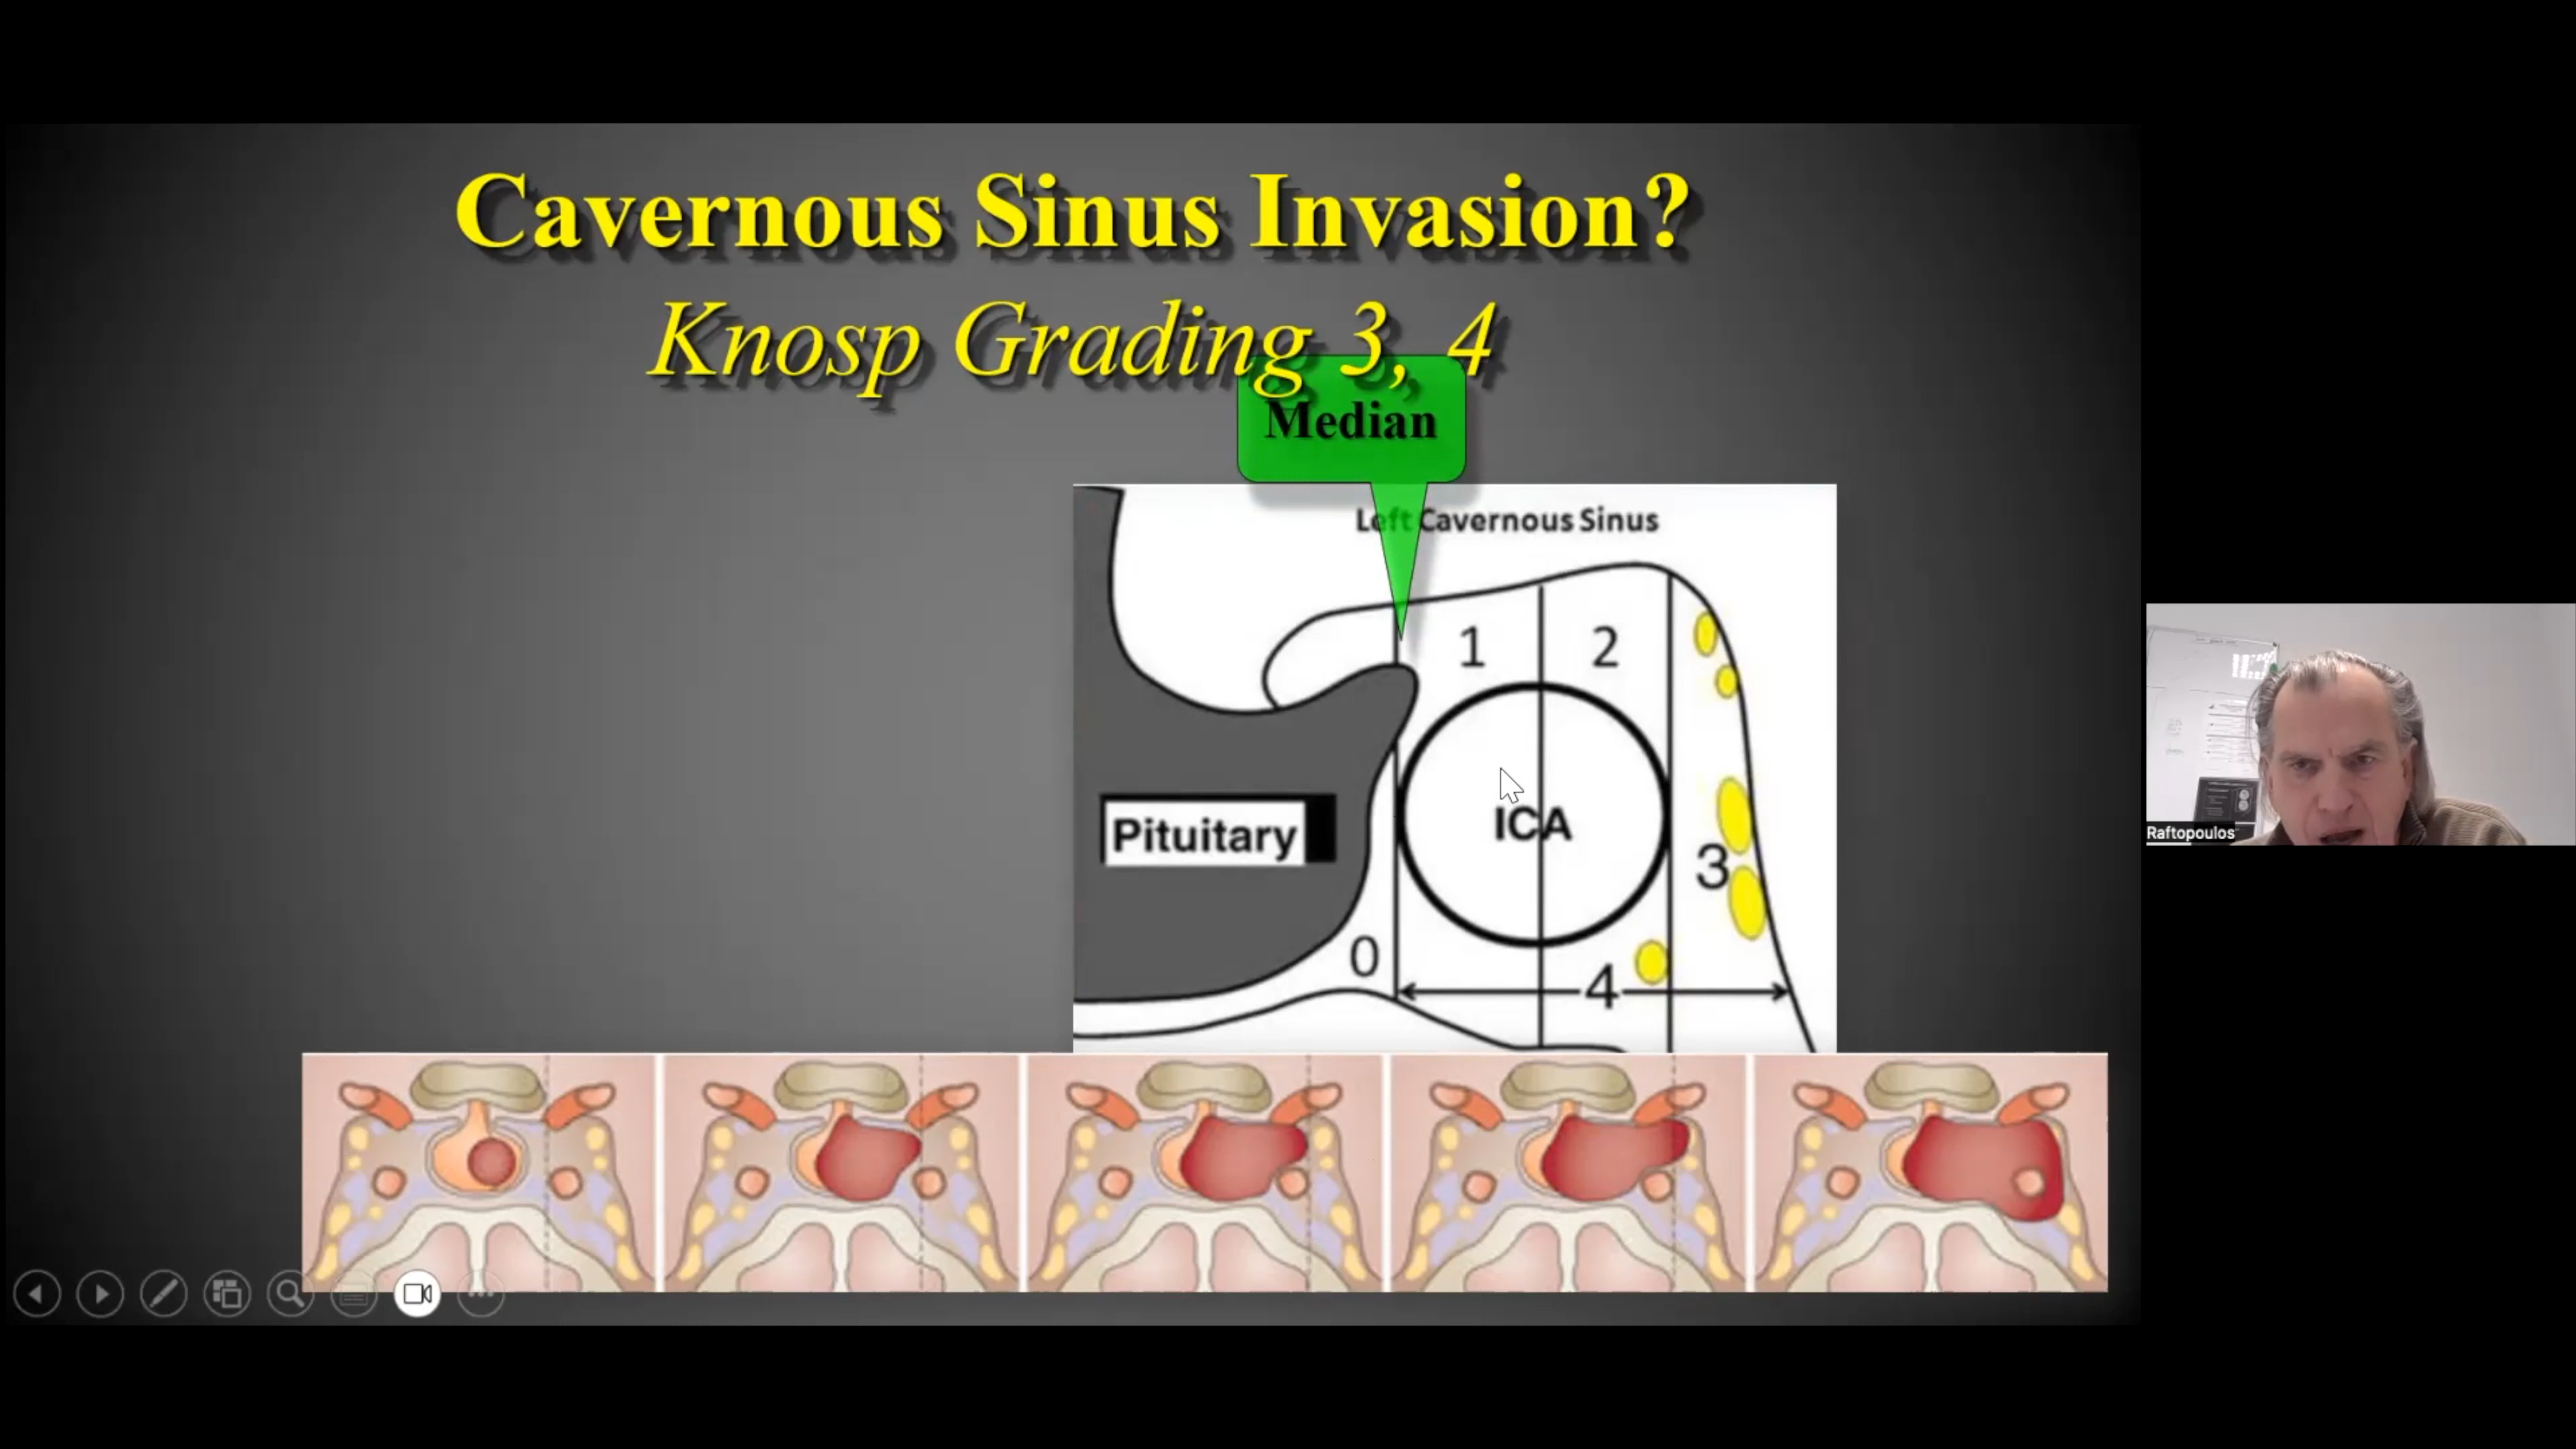 Cavernous Sinus Invasion?
Knosp Grading 3, 4
Median
Left Cavernous Sinus
1
2
Pituitary
ICA
3
0
4
Raftopoulos